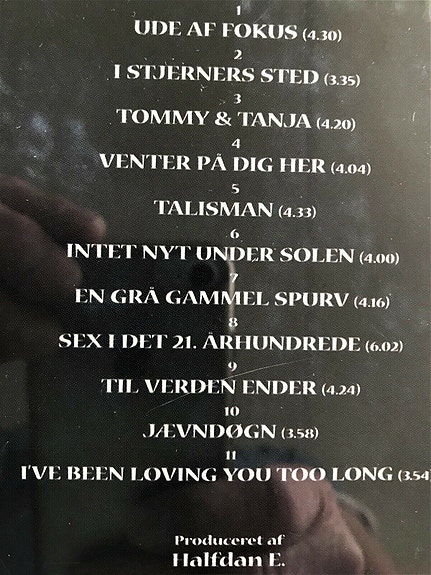 1
UDE AF FOKUS (4.30)
2
I STJERNERS STED (3.35)
3
TOMMY & TANJA (4.20)
4
VENTER PÅ DIG HER (4.04)
5
TALISMAN (4.33)
6
INTET NYT UNDER SOLEN (4.00)
7
EN GRÅ GAMMEL SPURV (4.16)
8
SEX I DET 21. ÅRHUNDREDE (6.02)
9
TIL VERDEN ENDER (4.24)
10
JÆVNDØGN (3.58)
11
I'VE BEEN LOVING YOU TOO LONG (3.54)
Produceret af
Halfdan E.